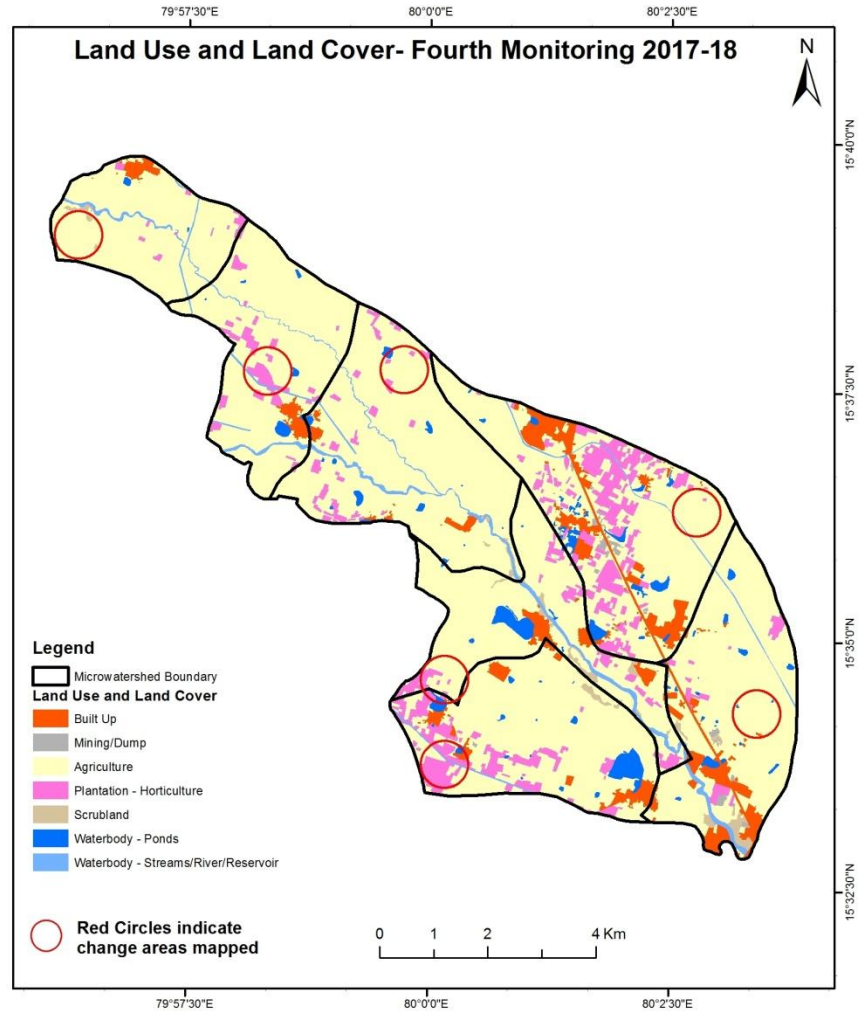 79°57'30"E 80°0'0"E 80°2'30"E
Land Use and Land Cover- Fourth Monitoring 2017-18
N
15°40'0"N
15°37'30"N
15°35'0"N
15°32'30"N
Legend
Microwatershed Boundary
Land Use and Land Cover
Built Up
Mining/Dump
Agriculture
Plantation - Horticulture
Scrubland
Waterbody - Ponds
Waterbody - Streams/River/Reservoir
Red Circles indicate
change areas mapped
0 1 2 4 Km
79°57'30"E 80°0'0"E 80°2'30"E